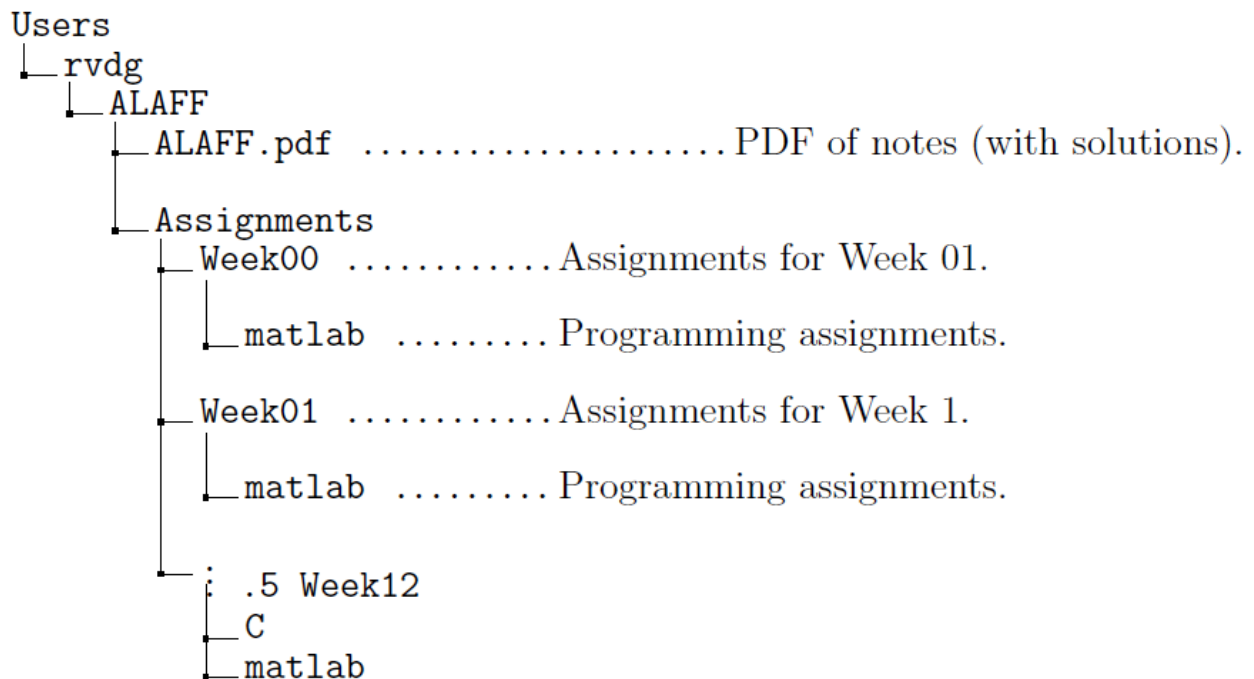 Users
rvdg
ALAFF
ALAFF.pdf ..................... PDF of notes (with solutions).
Assignments
Week00 ............ Assignments for Week 01.
matlab ......... Programming assignments.
Week01 ............ Assignments for Week 1.
matlab ......... Programming assignments.
⋮ .5 Week12
C
matlab